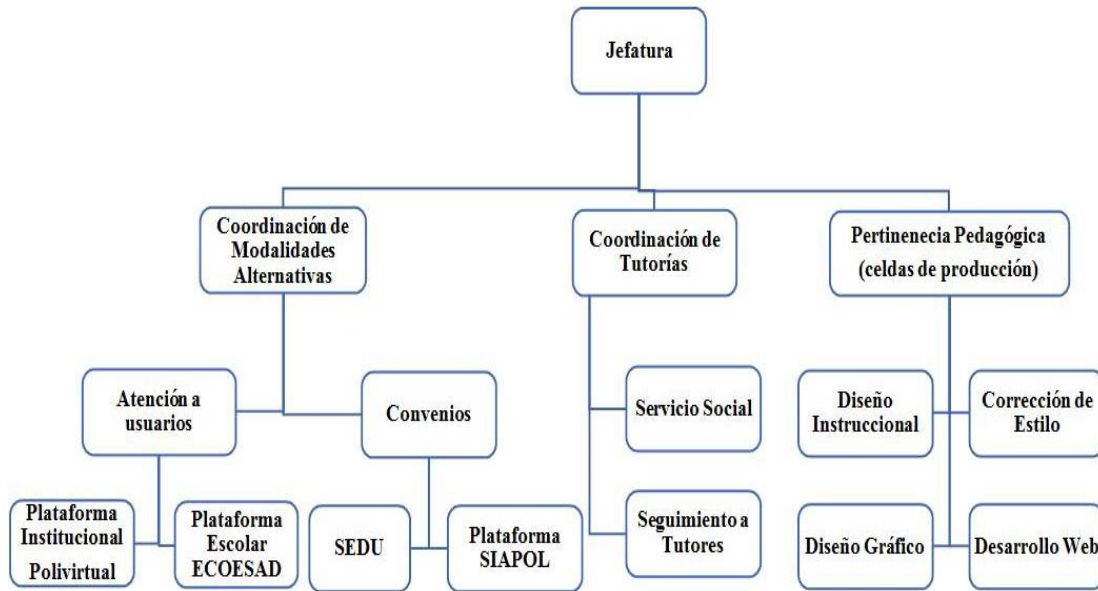 Jefatura
Coordinación de
Modalidades
Alternativas
Coordinación de
Tutorías
Pertinenecia Pedagógica
(celdas de producción)
Atención a
usuarios
Convenios
Servicio Social
Diseño
Instruccional
Corrección de
Estilo
Plataforma
Institucional
Polivirtual
Plataforma
Escolar
ECOESAD
SEDU
Plataforma
SIAPOL
Seguimiento a
Tutores
Diseño Gráfico
Desarrollo Web